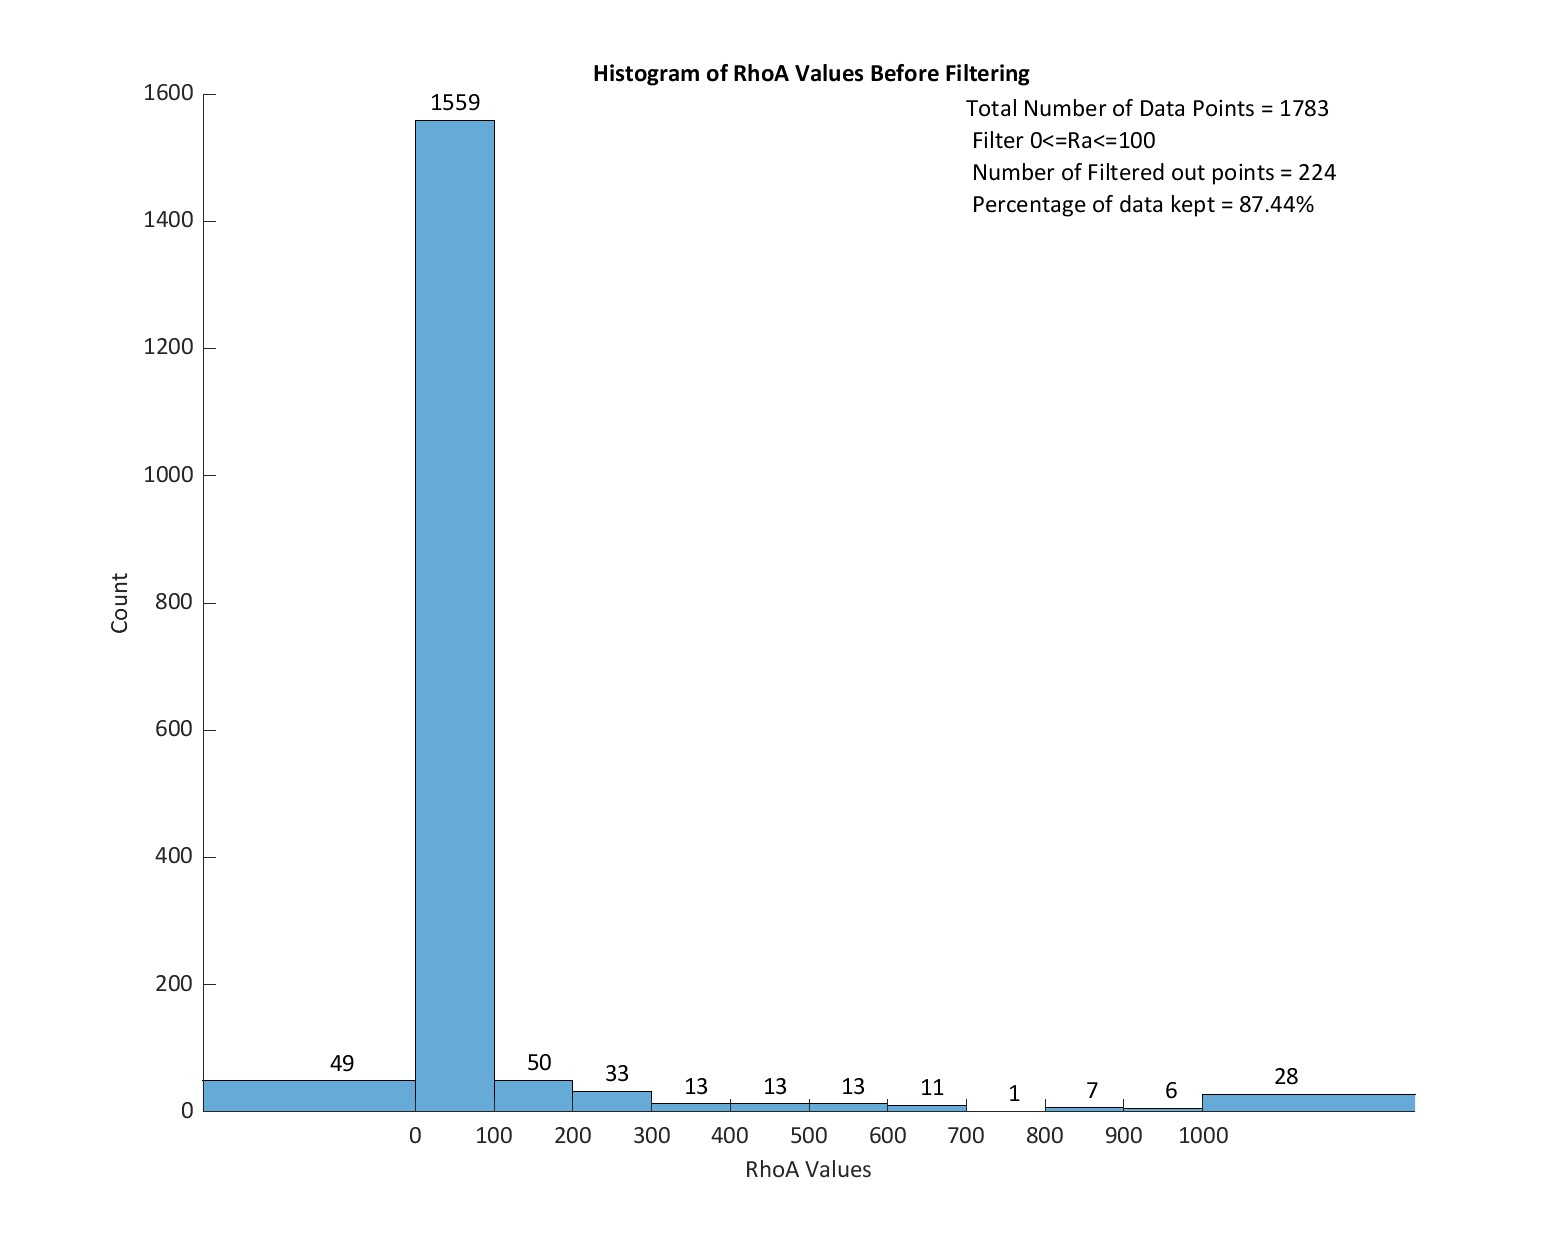 Histogram of RhoA Values Before Filtering
Total Number of Data Points = 1783
Filter 0<=Ra<=100
Number of Filtered out points = 224
Percentage of data kept = 87.44%
1600
1400
1200
1000
800
600
400
200
0
Count
49 1559 50 33 13 13 13 11 1 7 6 28
0 100 200 300 400 500 600 700 800 900 1000
RhoA Values